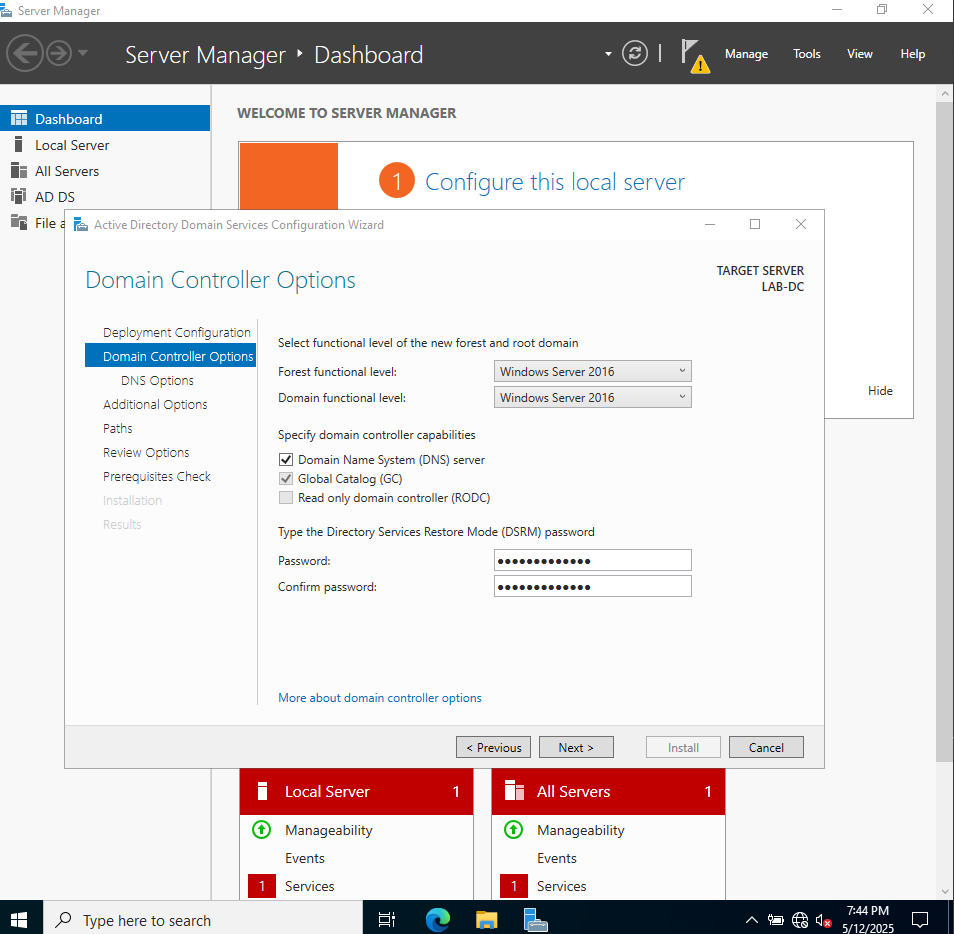 Server Manager
Server Manager ‣ Dashboard
Manage Tools View Help
Dashboard
Local Server
All Servers
AD DS
File a
WELCOME TO SERVER MANAGER
1 Configure this local server
Hide
Active Directory Domain Services Configuration Wizard
Domain Controller Options
TARGET SERVER
LAB-DC
Deployment Configuration
Domain Controller Options
DNS Options
Additional Options
Paths
Review Options
Prerequisites Check
Installation
Results
Select functional level of the new forest and root domain
Forest functional level: Windows Server 2016
Domain functional level: Windows Server 2016
Specify domain controller capabilities
Domain Name System (DNS) server
Global Catalog (GC)
Read only domain controller (RODC)
Type the Directory Services Restore Mode (DSRM) password
Password: •••••••••••••
Confirm password: •••••••••••••
More about domain controller options
< Previous Next > Install Cancel
Local Server 1
Manageability
Events
1 Services
All Servers 1
Manageability
Events
1 Services
Type here to search
7:44 PM
5/12/2025